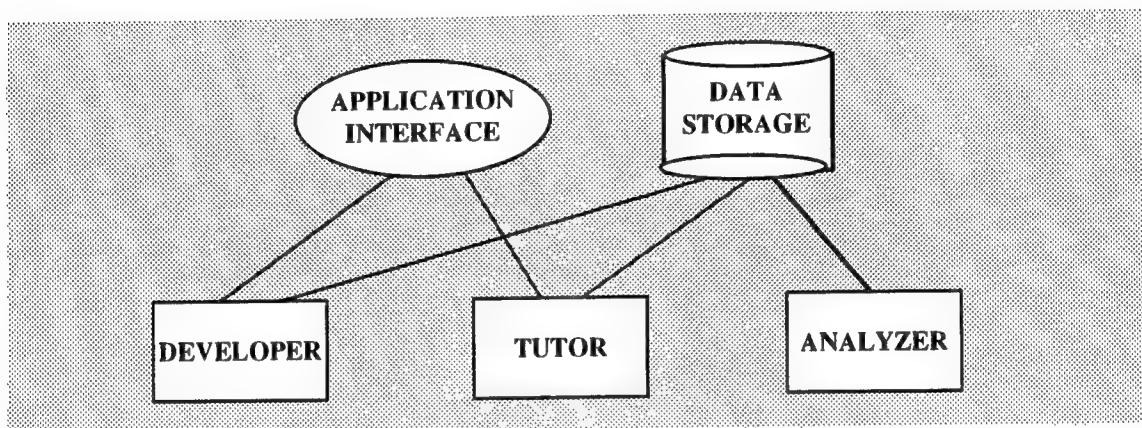 APPLICATION
INTERFACE
DATA
STORAGE
DEVELOPER
TUTOR
ANALYZER